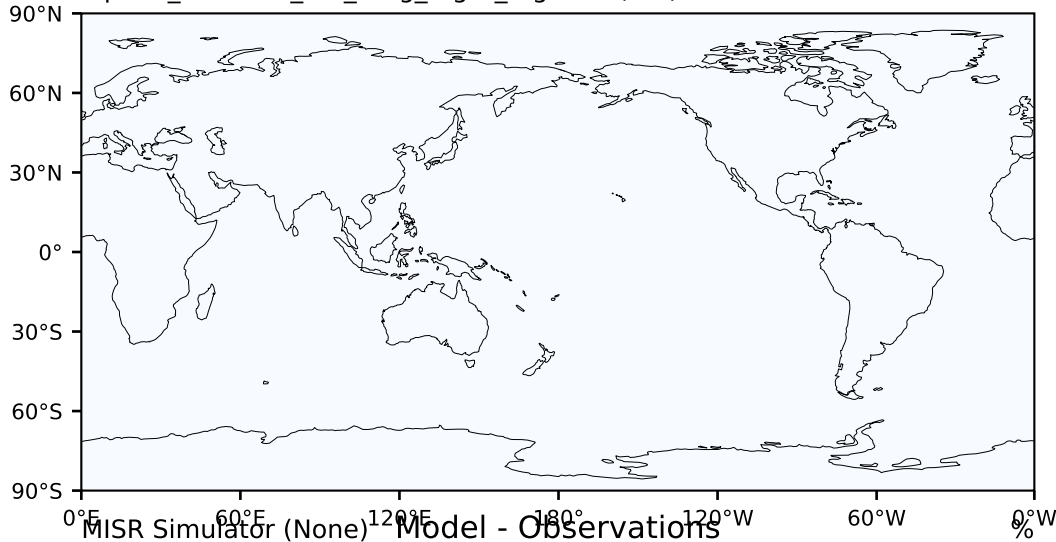 90°N
60°N
30°N
0°
30°S
60°S
90°S
0°E 60°E 120°E 180° 120°W 60°W 0°W
MISR Simulator (None) Model - Observations %